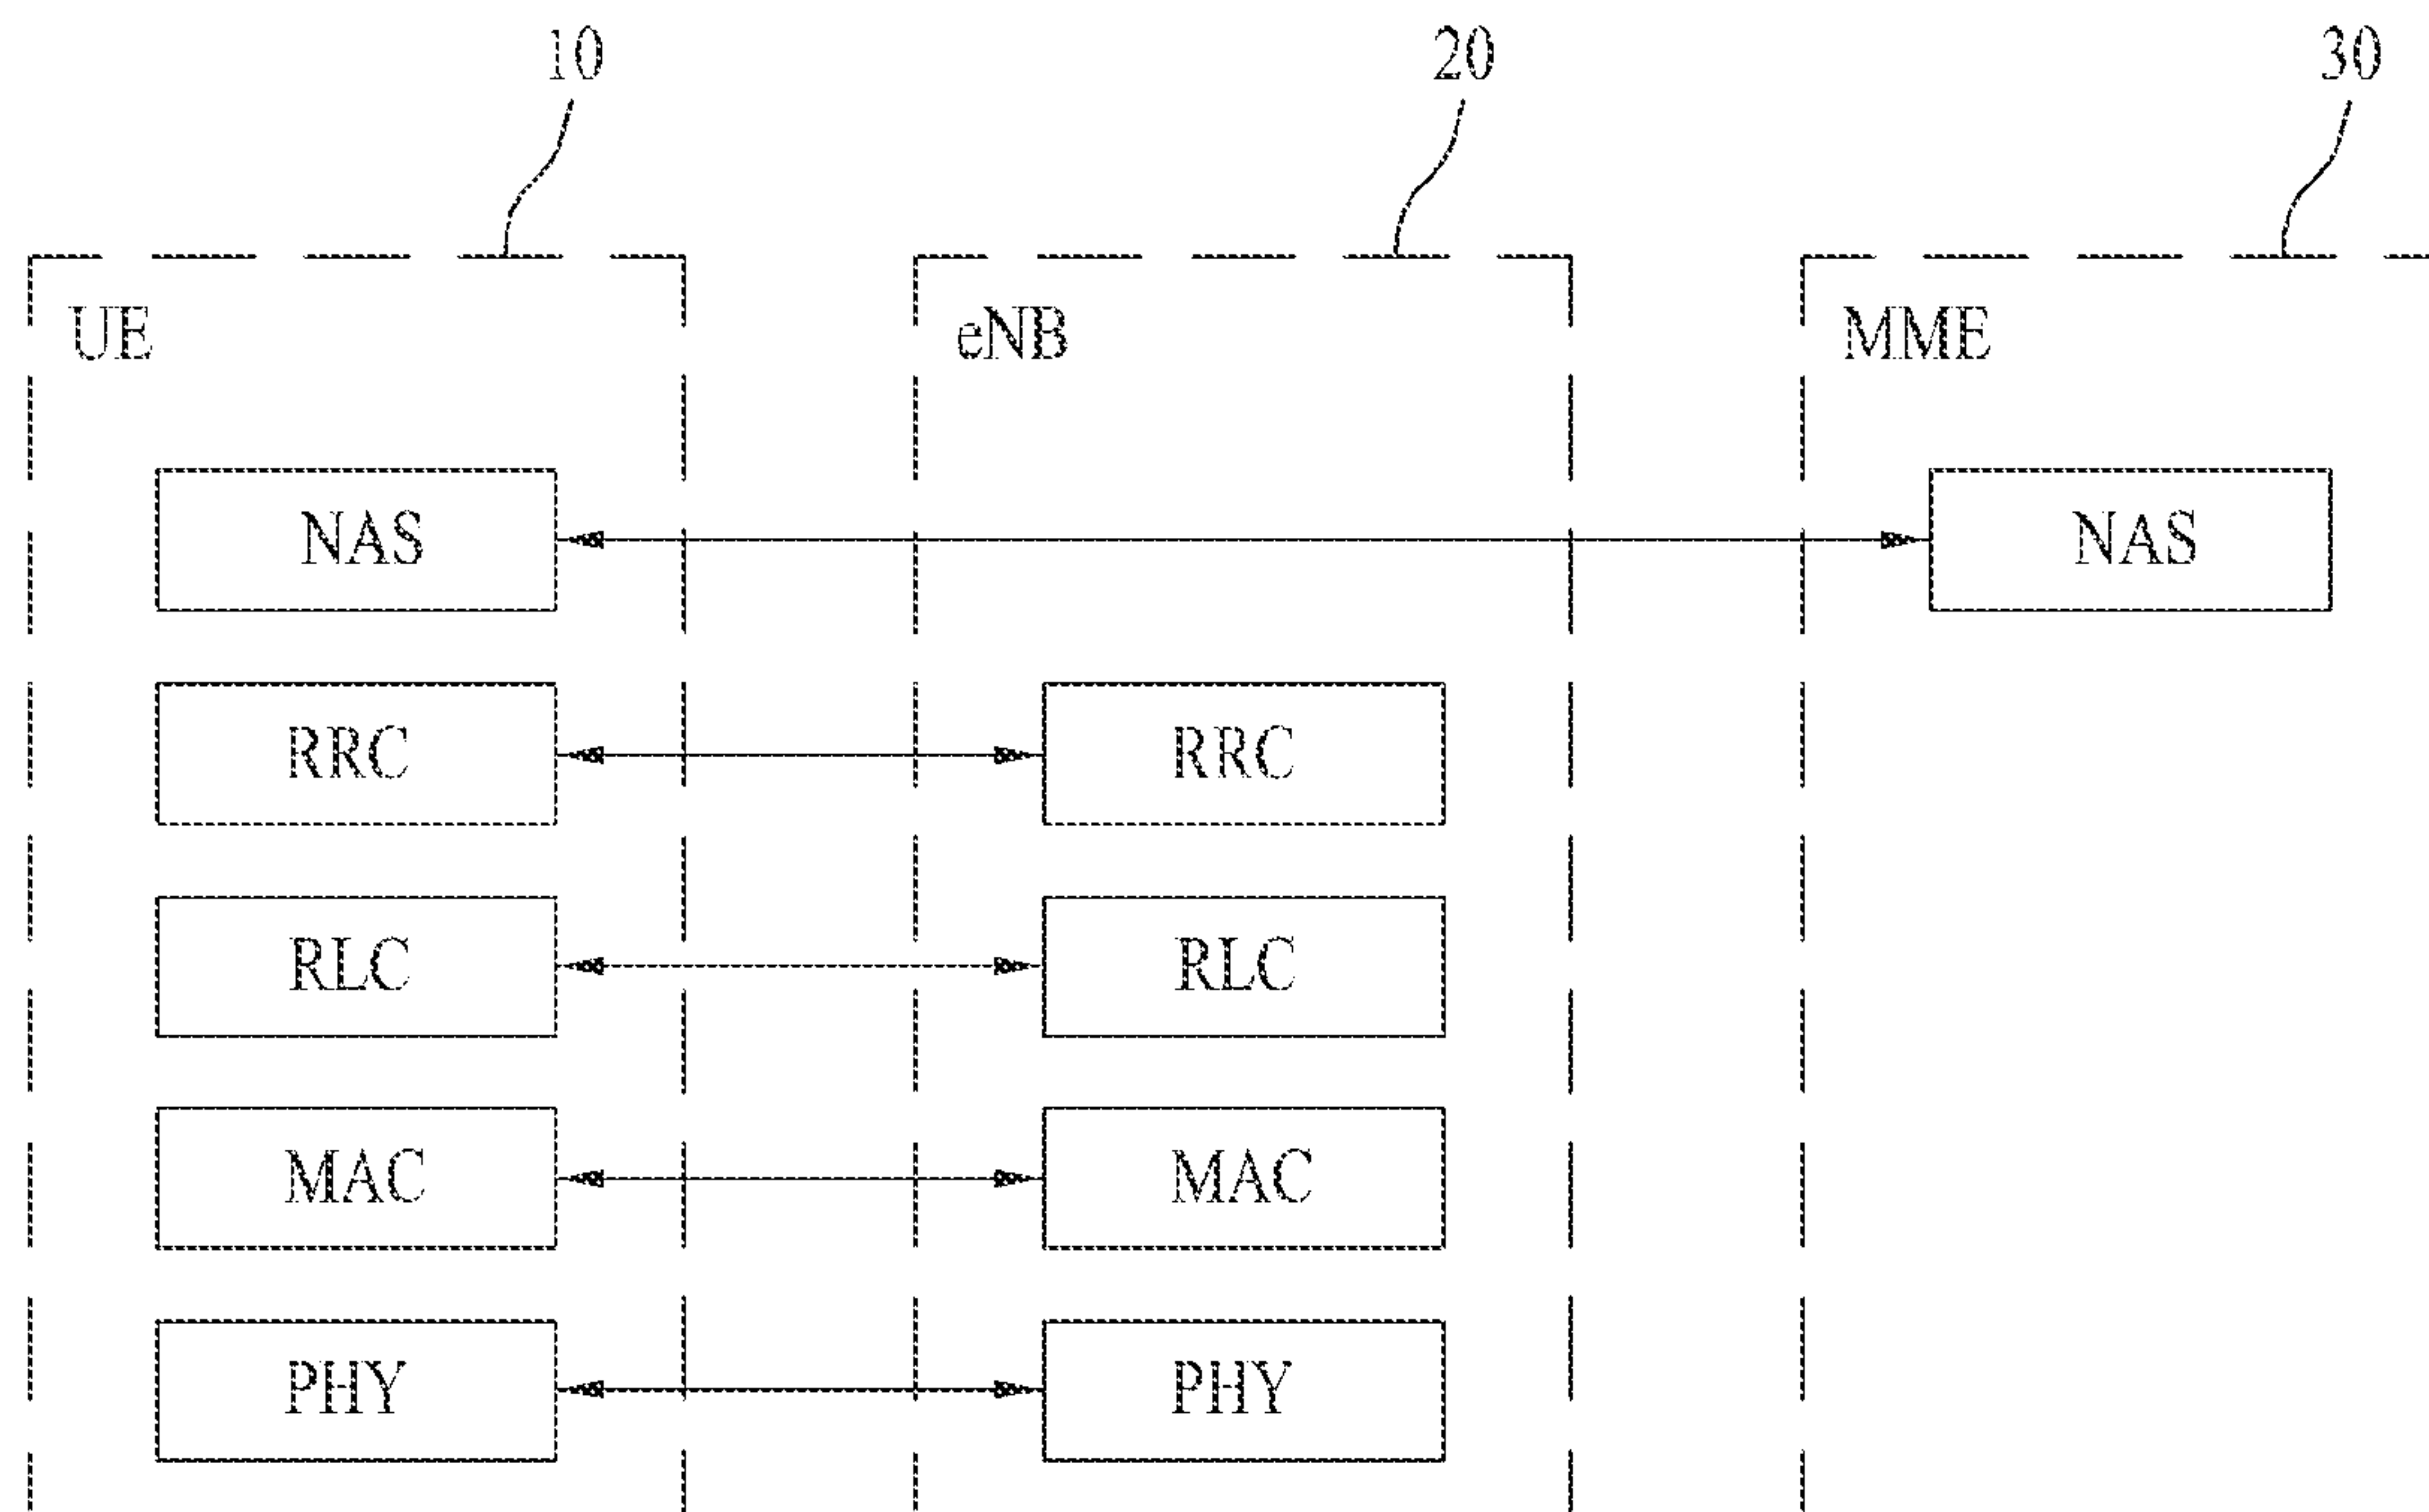 10 20 30
UE eNB MME
NAS NAS
RRC RRC
RLC RLC
MAC MAC
PHY PHY